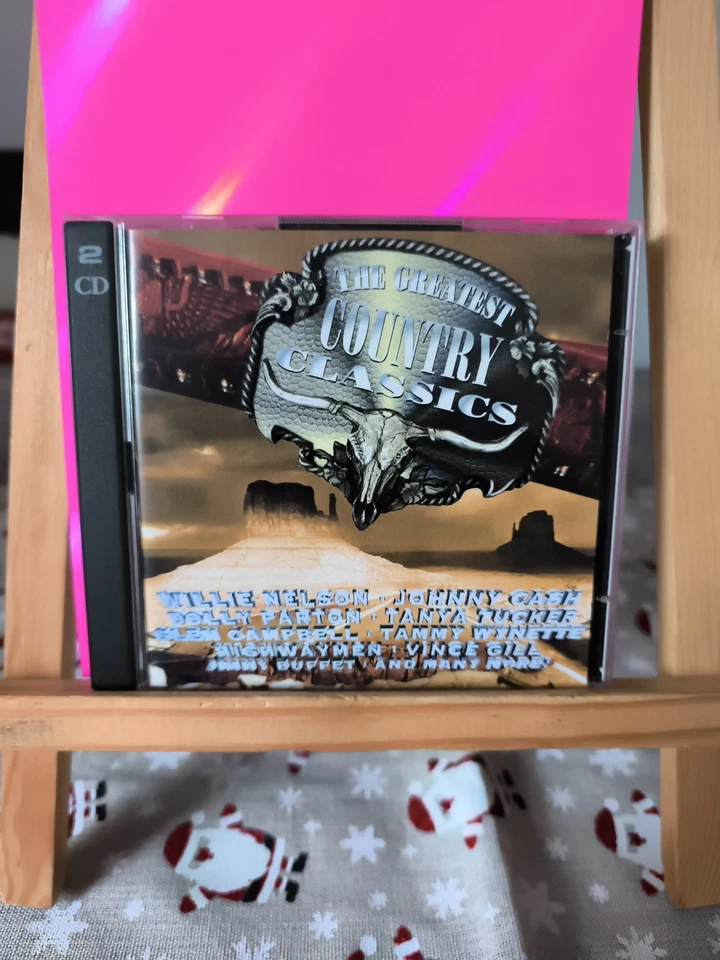 2
CD
THE GREATEST
COUNTRY
CLASSICS
WILLIE NELSON · JOHNNY CASH
DOLLY PARTON · TANYA TUCKER
GLEN CAMPBELL · TAMMY WYNETTE
HIGHWAYMEN · VINCE GILL
JIMMY BUFFET AND MANY MORE